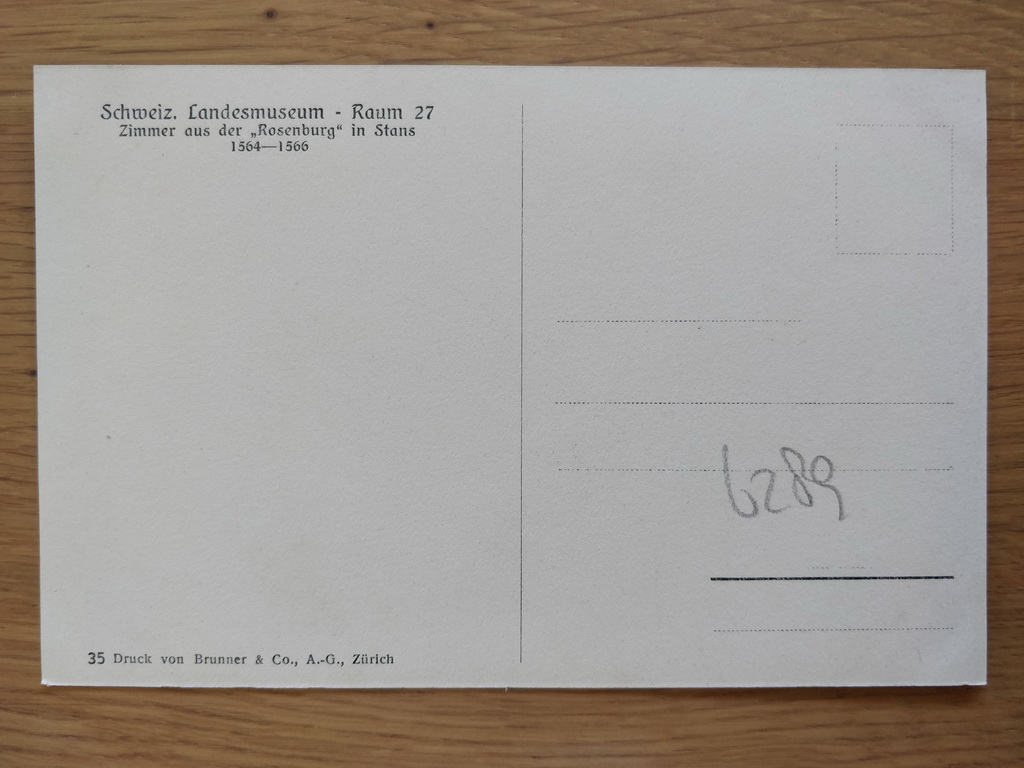 Schweiz. Landesmuseum - Raum 27
Zimmer aus der „Rosenburg“ in Stans
1564—1566
6289
35 Druck von Brunner & Co., A.-G., Zürich